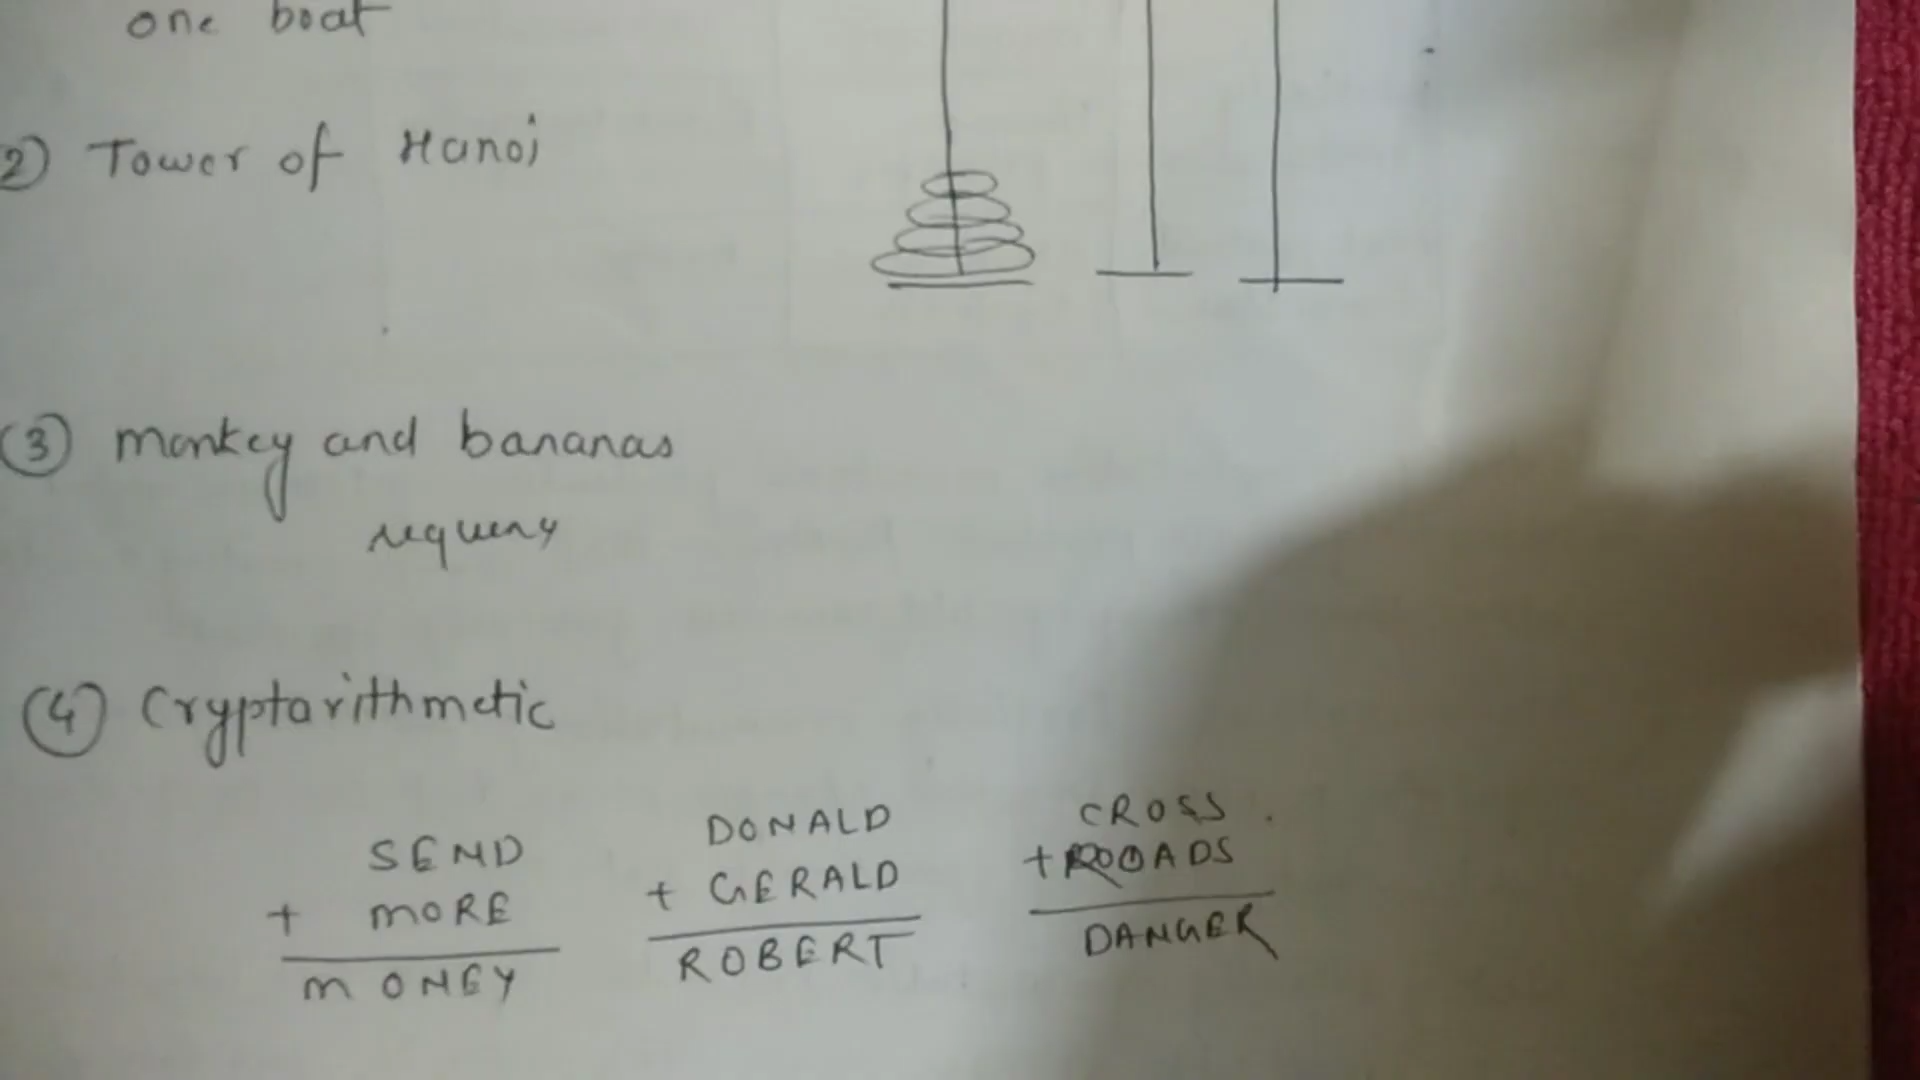 one boat
2) Tower of Hanoi
3) monkey and bananas
4) Cryptarithmetic
SEND
+ MORE
MONEY
DONALD
+ GERALD
ROBERT
CROSS
+ ROADS
DANGER